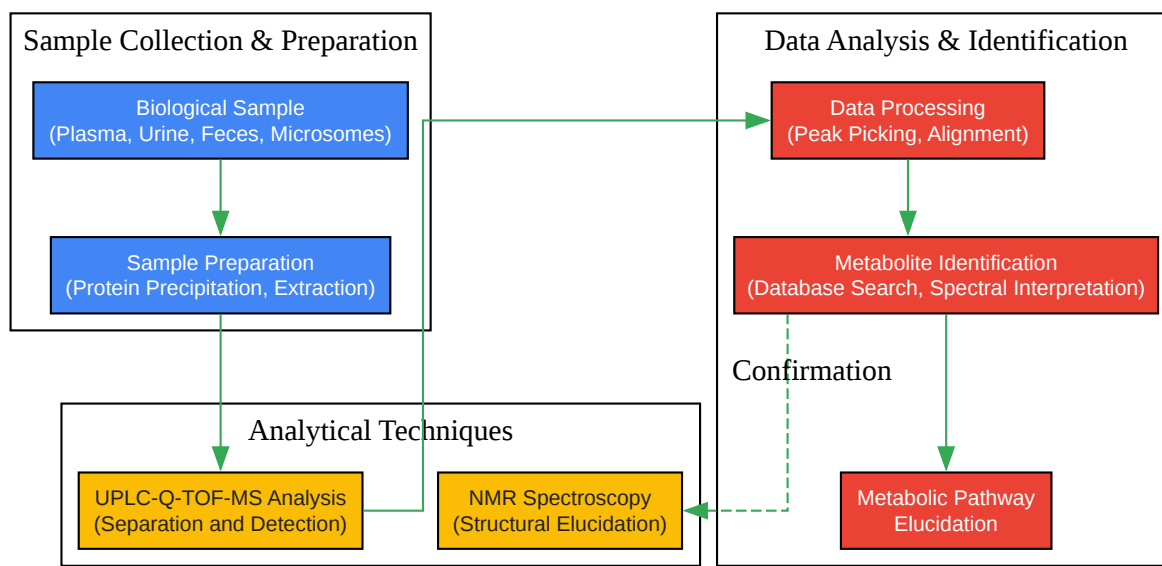 Sample Collection & Preparation
Biological Sample
(Plasma, Urine, Feces, Microsomes)
Sample Preparation
(Protein Precipitation, Extraction)
Analytical Techniques
UPLC-Q-TOF-MS Analysis
(Separation and Detection)
NMR Spectroscopy
(Structural Elucidation)
Data Analysis & Identification
Data Processing
(Peak Picking, Alignment)
Metabolite Identification
(Database Search, Spectral Interpretation)
Confirmation
Metabolic Pathway
Elucidation